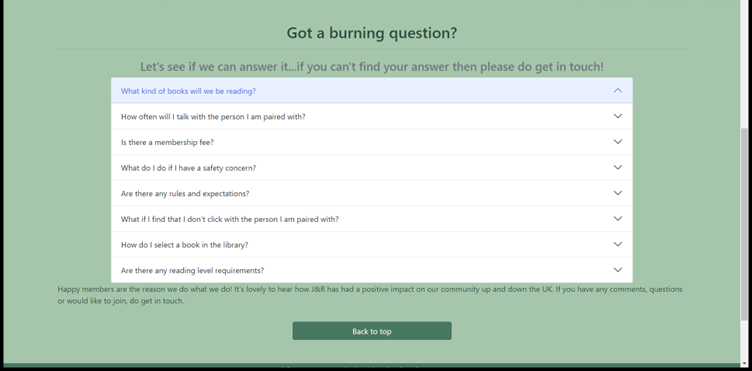 Got a burning question?
Let's see if we can answer it...if you can't find your answer then please do get in touch!
What kind of books will we be reading?
How often will I talk with the person I am paired with?
Is there a membership fee?
What do I do if I have a safety concern?
Are there any rules and expectations?
What if I find that I don't click with the person I am paired with?
How do I select a book in the library?
Are there any reading level requirements?
Happy members are the reason we do what we do! It's lovely to hear how J&R has had a positive impact on our community up and down the UK. If you have any comments, questions
or would like to join, do get in touch.
Back to top